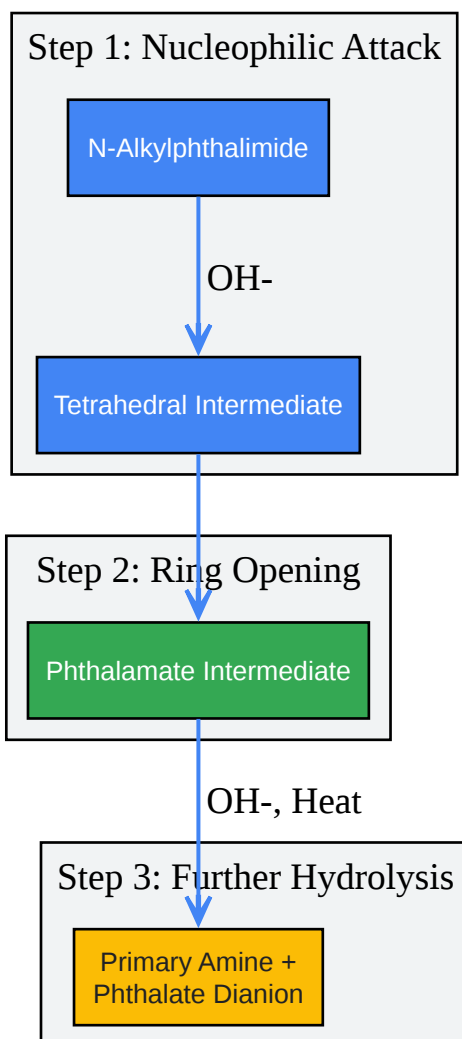 Step 1: Nucleophilic Attack
N-Alkylphthalimide
OH-
Tetrahedral Intermediate
Step 2: Ring Opening
Phthalamate Intermediate
OH-, Heat
Step 3: Further Hydrolysis
Primary Amine +
Phthalate Dianion